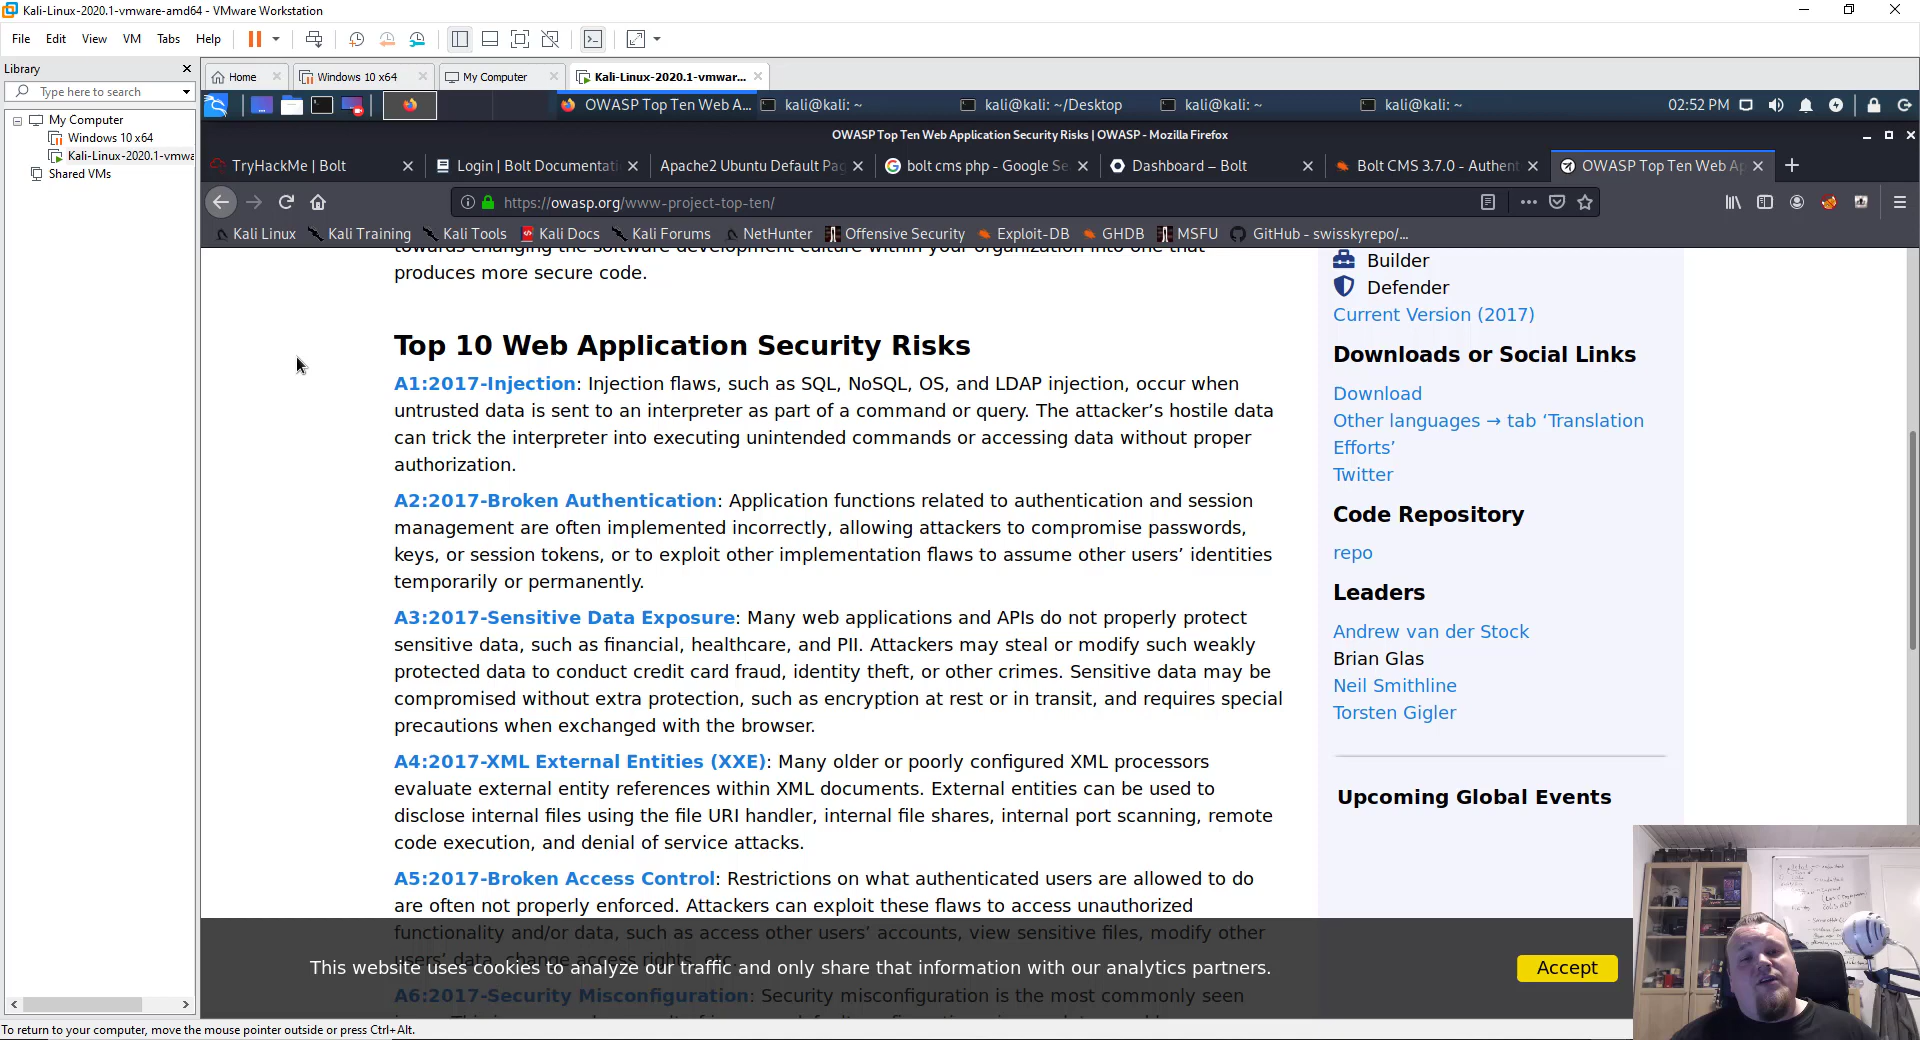 Kali-Linux-2020.1-vmware-amd64 - VMware Workstation
File Edit View VM Tabs Help
Library
Type here to search
My Computer
Windows 10 x64
Kali-Linux-2020.1-vmwa
Shared VMs
Home Windows 10 x64 My Computer Kali-Linux-2020.1-vmwar...
OWASP Top Ten Web A... kali@kali: ~ kali@kali: ~/Desktop kali@kali: ~ kali@kali: ~ 02:52 PM
OWASP Top Ten Web Application Security Risks | OWASP - Mozilla Firefox
TryHackMe | Bolt Login | Bolt Documentati Apache2 Ubuntu Default Pag bolt cms php - Google Se Dashboard – Bolt Bolt CMS 3.7.0 - Authent OWASP Top Ten Web Ap
https://owasp.org/www-project-top-ten/
Kali Linux Kali Training Kali Tools Kali Docs Kali Forums NetHunter Offensive Security Exploit-DB GHDB MSFU GitHub - swisskyrepo/...
towards changing the software development culture within your organization into one that
produces more secure code.
Top 10 Web Application Security Risks
A1:2017-Injection: Injection flaws, such as SQL, NoSQL, OS, and LDAP injection, occur when
untrusted data is sent to an interpreter as part of a command or query. The attacker’s hostile data
can trick the interpreter into executing unintended commands or accessing data without proper
authorization.
A2:2017-Broken Authentication: Application functions related to authentication and session
management are often implemented incorrectly, allowing attackers to compromise passwords,
keys, or session tokens, or to exploit other implementation flaws to assume other users’ identities
temporarily or permanently.
A3:2017-Sensitive Data Exposure: Many web applications and APIs do not properly protect
sensitive data, such as financial, healthcare, and PII. Attackers may steal or modify such weakly
protected data to conduct credit card fraud, identity theft, or other crimes. Sensitive data may be
compromised without extra protection, such as encryption at rest or in transit, and requires special
precautions when exchanged with the browser.
A4:2017-XML External Entities (XXE): Many older or poorly configured XML processors
evaluate external entity references within XML documents. External entities can be used to
disclose internal files using the file URI handler, internal file shares, internal port scanning, remote
code execution, and denial of service attacks.
A5:2017-Broken Access Control: Restrictions on what authenticated users are allowed to do
are often not properly enforced. Attackers can exploit these flaws to access unauthorized
functionality and/or data, such as access other users’ accounts, view sensitive files, modify other
users’ data, change access rights, etc.
A6:2017-Security Misconfiguration: Security misconfiguration is the most commonly seen
Builder
Defender
Current Version (2017)
Downloads or Social Links
Download
Other languages → tab ‘Translation
Efforts’
Twitter
Code Repository
repo
Leaders
Andrew van der Stock
Brian Glas
Neil Smithline
Torsten Gigler
Upcoming Global Events
This website uses cookies to analyze our traffic and only share that information with our analytics partners.
Accept
To return to your computer, move the mouse pointer outside or press Ctrl+Alt.